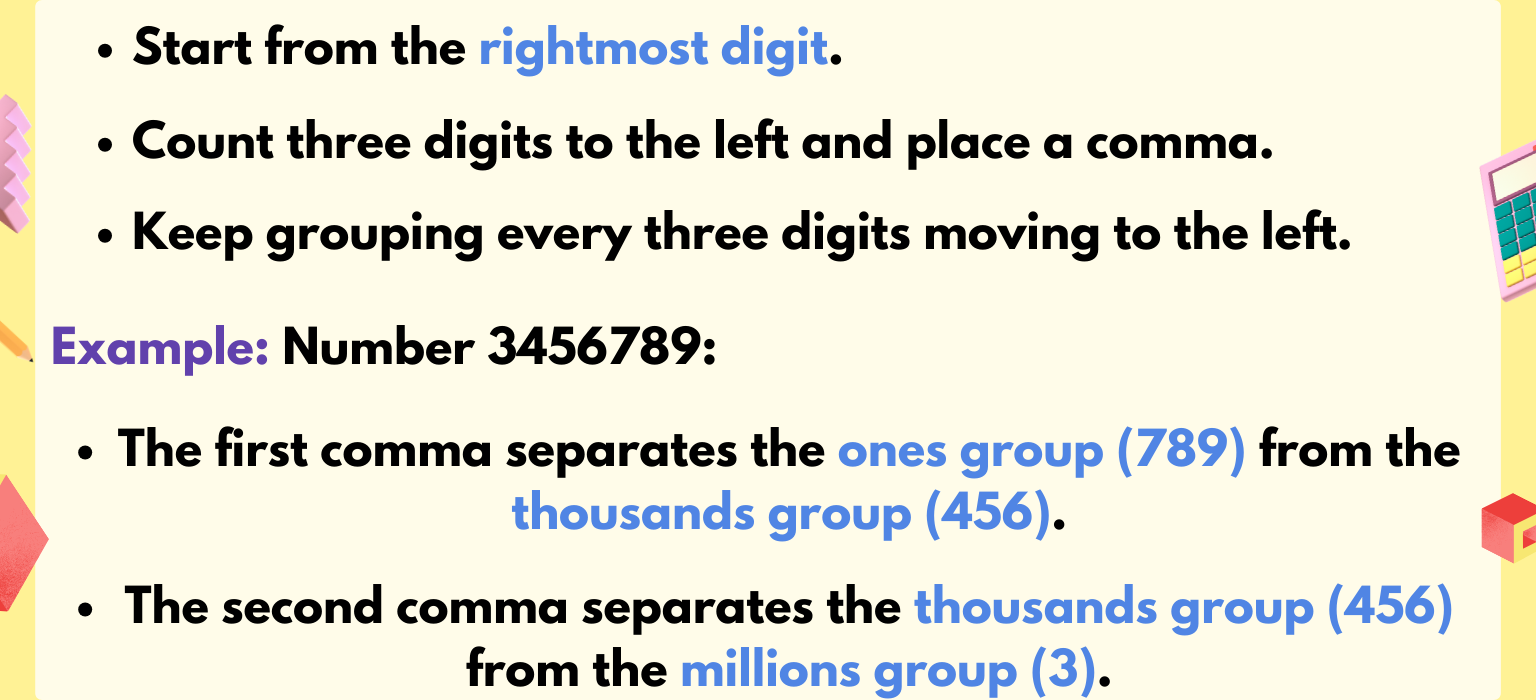 • Start from the rightmost digit.
• Count three digits to the left and place a comma.
• Keep grouping every three digits moving to the left.
Example: Number 3456789:
• The first comma separates the ones group (789) from the
thousands group (456).
• The second comma separates the thousands group (456)
from the millions group (3).